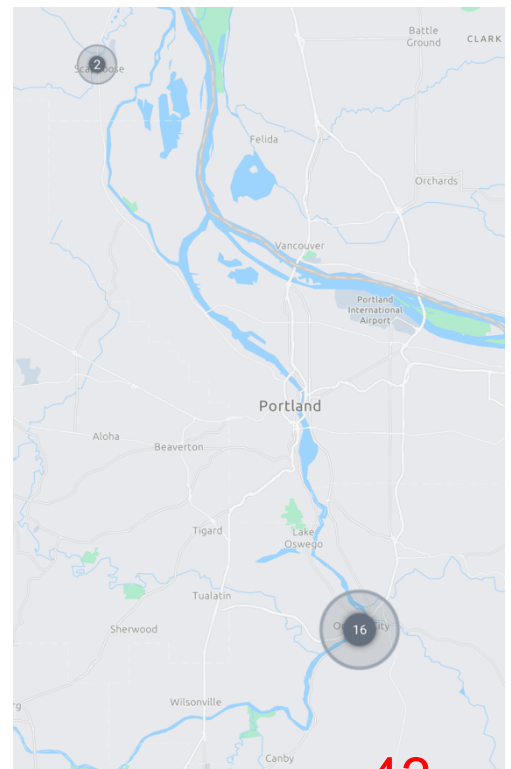 Battle
Ground
CLARK
2
Felida
Orchards
Vancouver
Portland
International
Airport
Portland
Aloha
Beaverton
Tigard
Lake
Oswego
Tualatin
16
Sherwood
Wilsonville
Canby